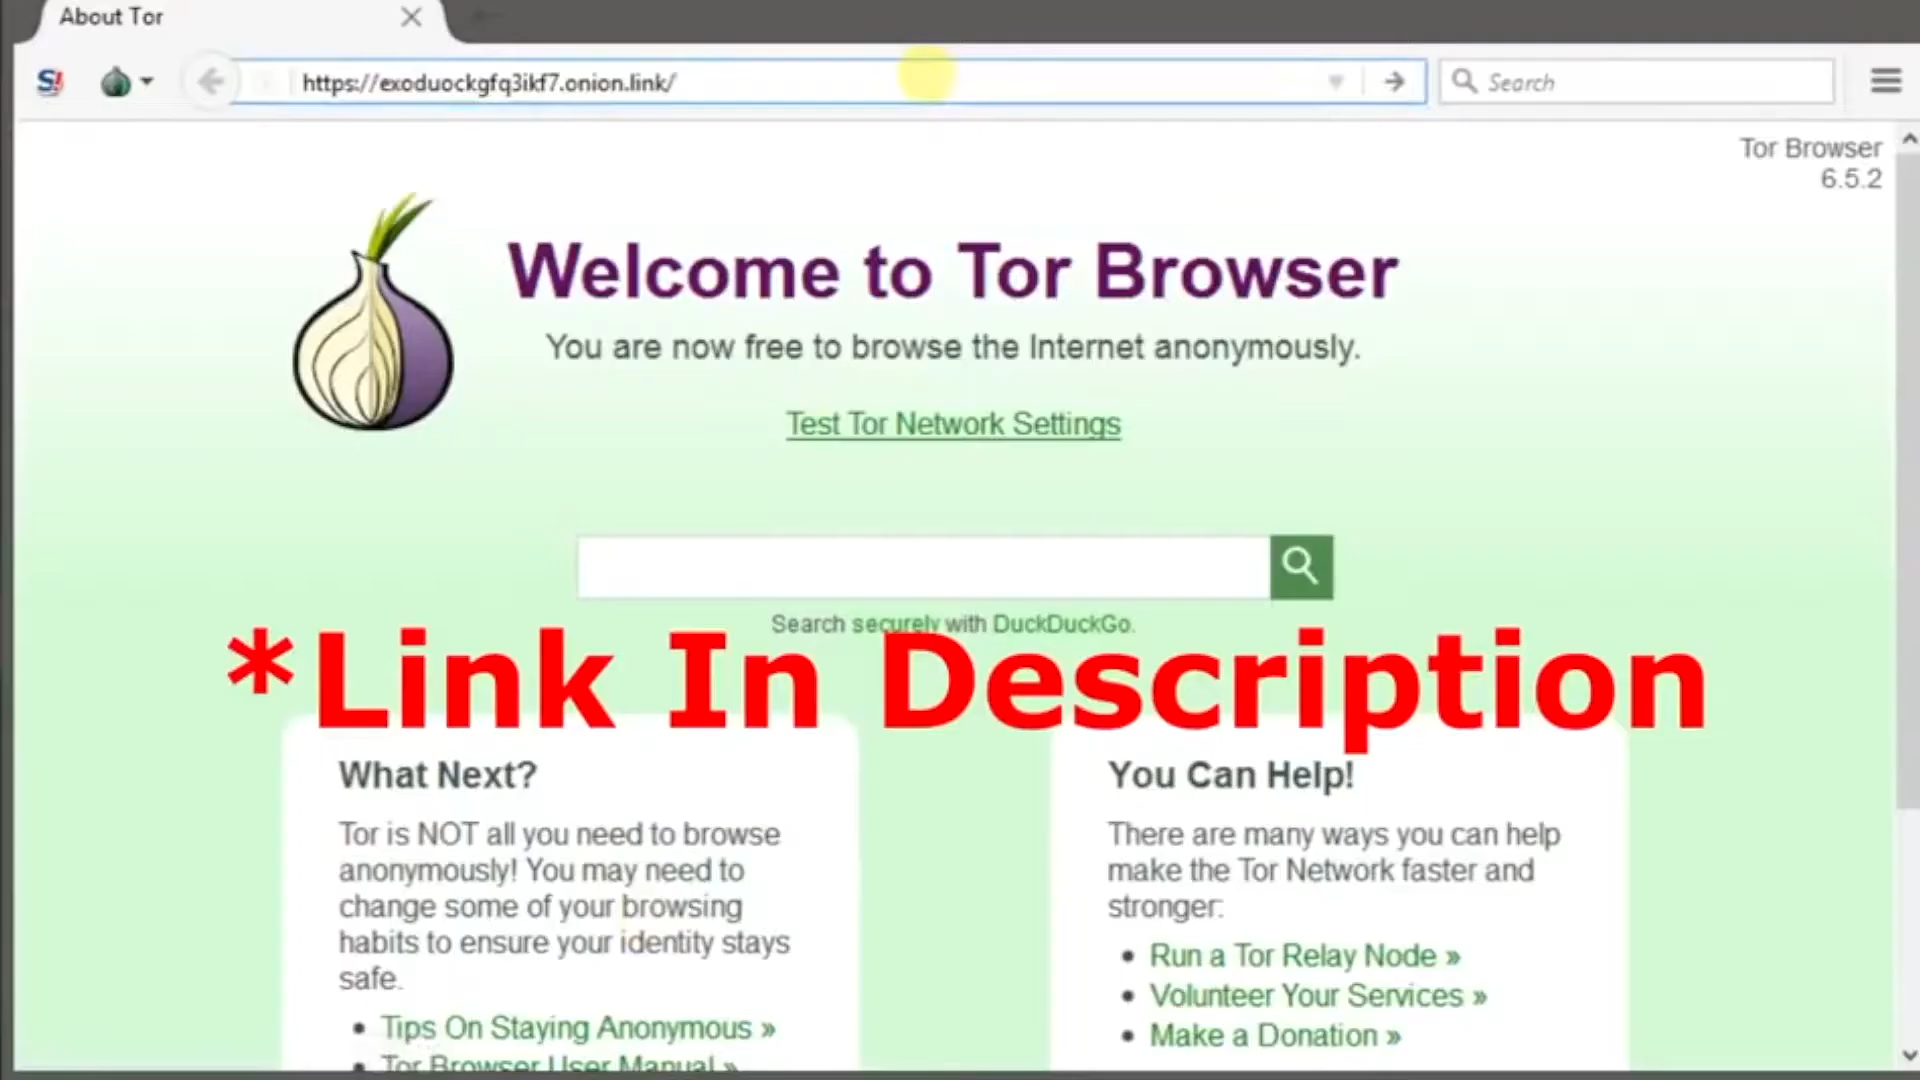 About Tor
S!
https://exoduockgfq3ikf7.onion.link/
Search
Tor Browser
6.5.2
Welcome to Tor Browser
You are now free to browse the Internet anonymously.
Test Tor Network Settings
Search securely with DuckDuckGo.
*Link In Description
What Next?
Tor is NOT all you need to browse
anonymously! You may need to
change some of your browsing
habits to ensure your identity stays
safe.
• Tips On Staying Anonymous »
• Tor Browser User Manual »
You Can Help!
There are many ways you can help
make the Tor Network faster and
stronger:
• Run a Tor Relay Node »
• Volunteer Your Services »
• Make a Donation »